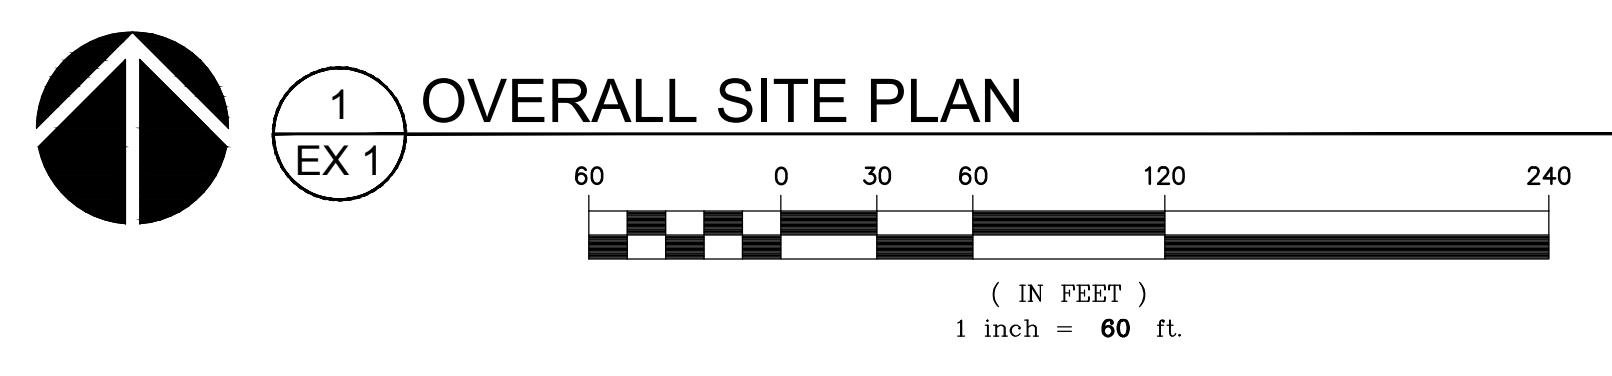 1
EX 1
OVERALL SITE PLAN
60 0 30 60 120 240
( IN FEET )
1 inch = 60 ft.